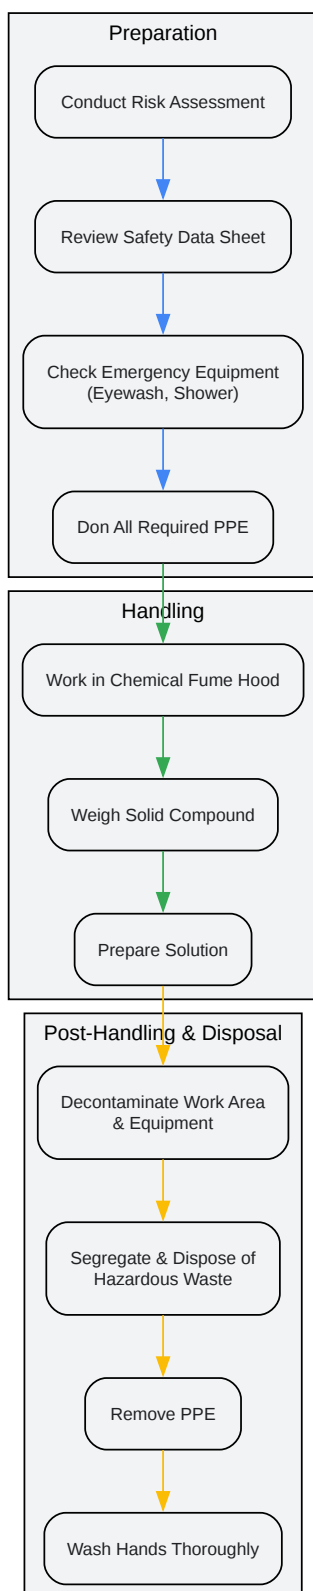 Preparation
Conduct Risk Assessment
Review Safety Data Sheet
Check Emergency Equipment
(Eyewash, Shower)
Don All Required PPE
Handling
Work in Chemical Fume Hood
Weigh Solid Compound
Prepare Solution
Post-Handling & Disposal
Decontaminate Work Area
& Equipment
Segregate & Dispose of
Hazardous Waste
Remove PPE
Wash Hands Thoroughly